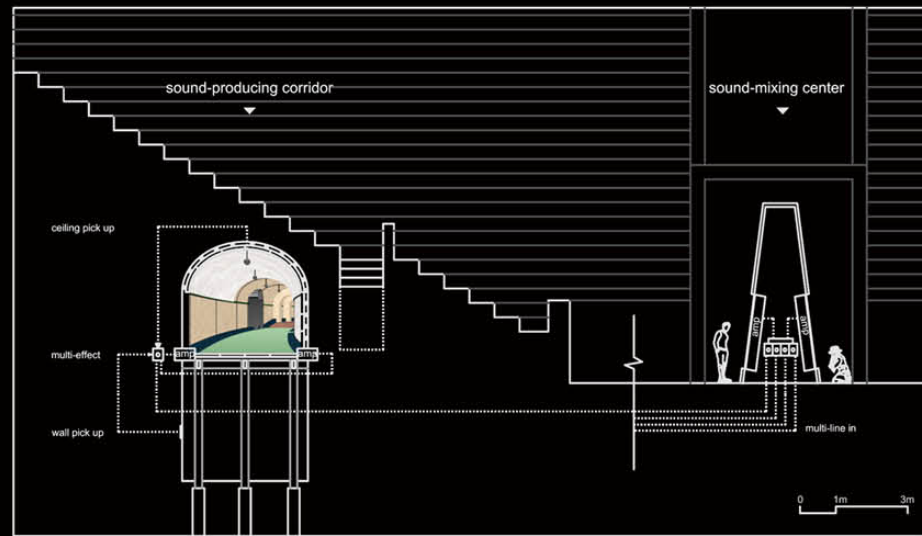 sound-producing corridor
sound-mixing center
ceiling pick up
multi-effect
amp
amp
amp
amp
wall pick up
multi-line in
0 1m 3m